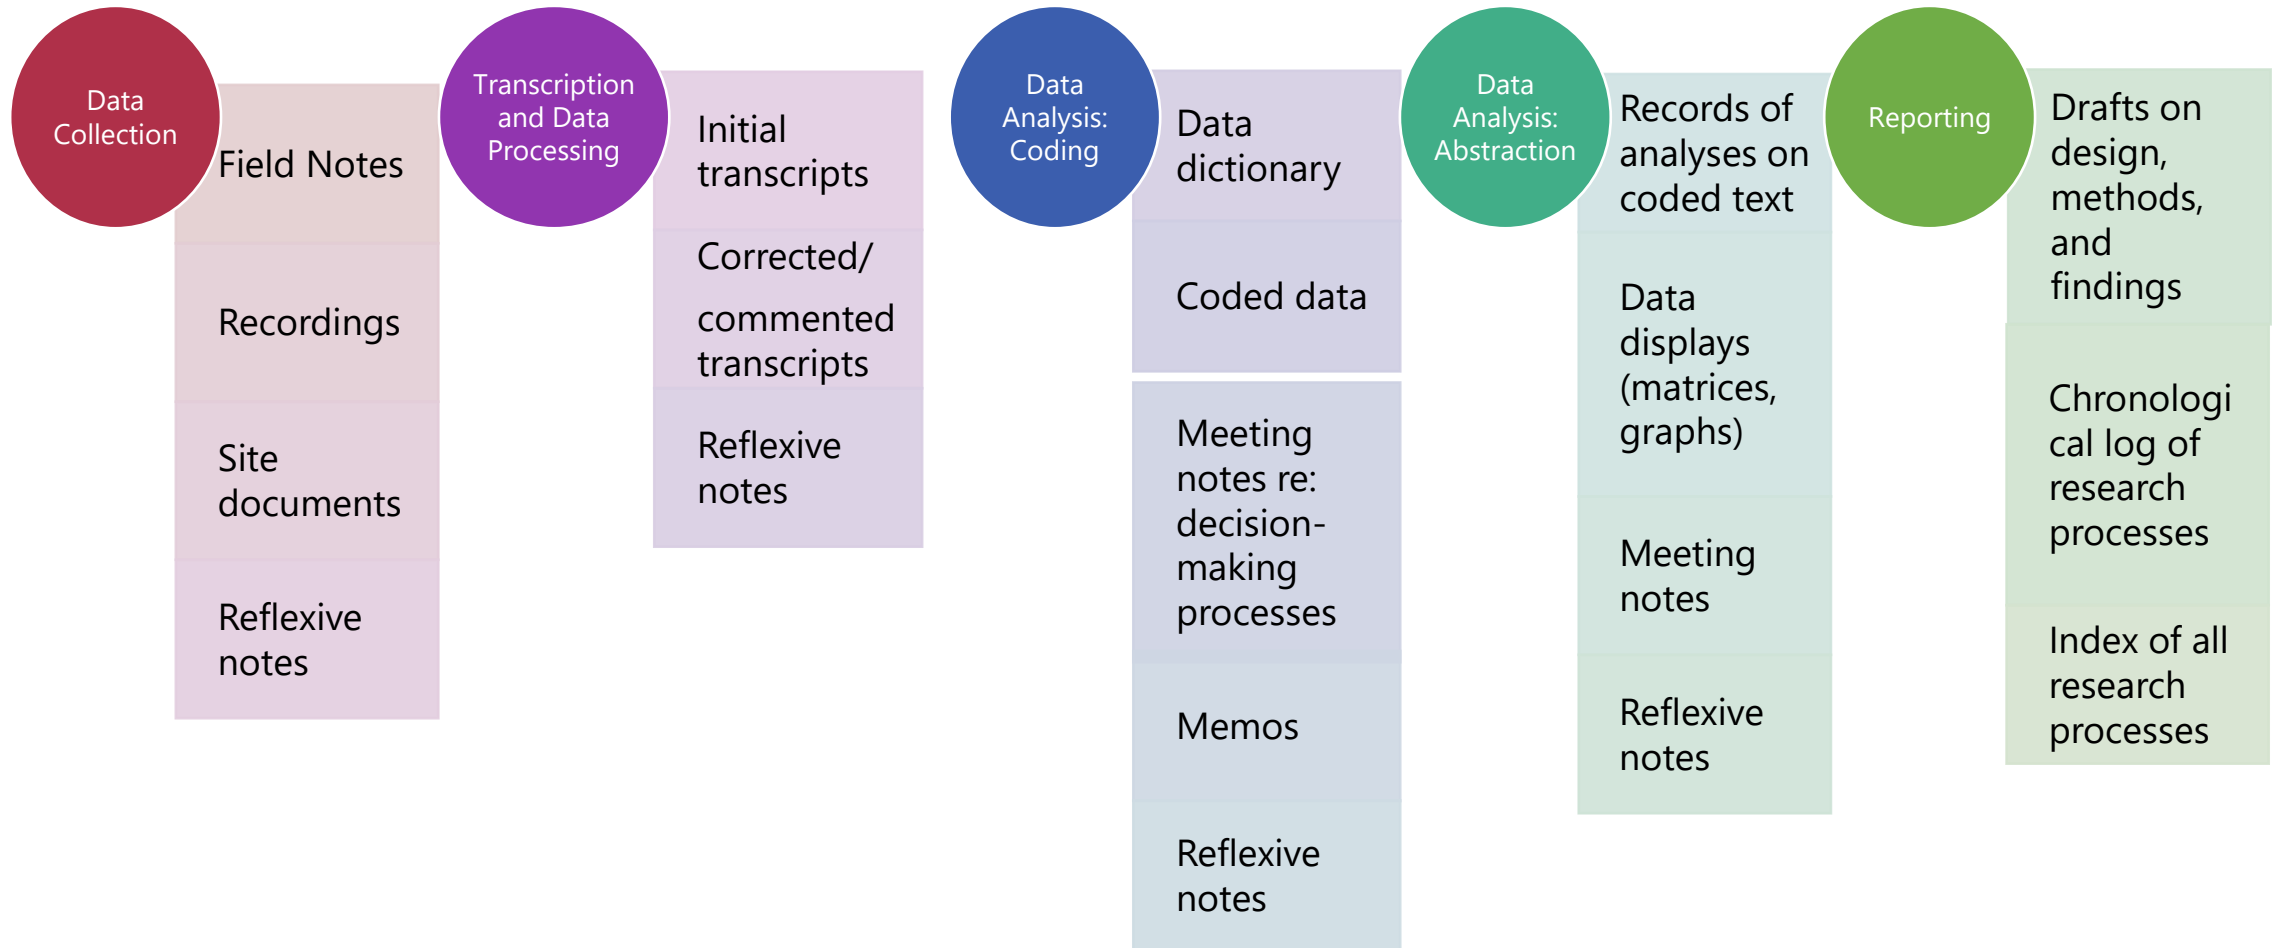 Data
Collection
Field Notes
Recordings
Site
documents
Reflexive
notes
Transcription
and Data
Processing
Initial
transcripts
Corrected/
commented
transcripts
Reflexive
notes
Data
Analysis:
Coding
Data
dictionary
Coded data
Meeting
notes re:
decision-
making
processes
Memos
Reflexive
notes
Data
Analysis:
Abstraction
Records of
analyses on
coded text
Data
displays
(matrices,
graphs)
Meeting
notes
Reflexive
notes
Reporting
Drafts on
design,
methods,
and
findings
Chronologi
cal log of
research
processes
Index of all
research
processes